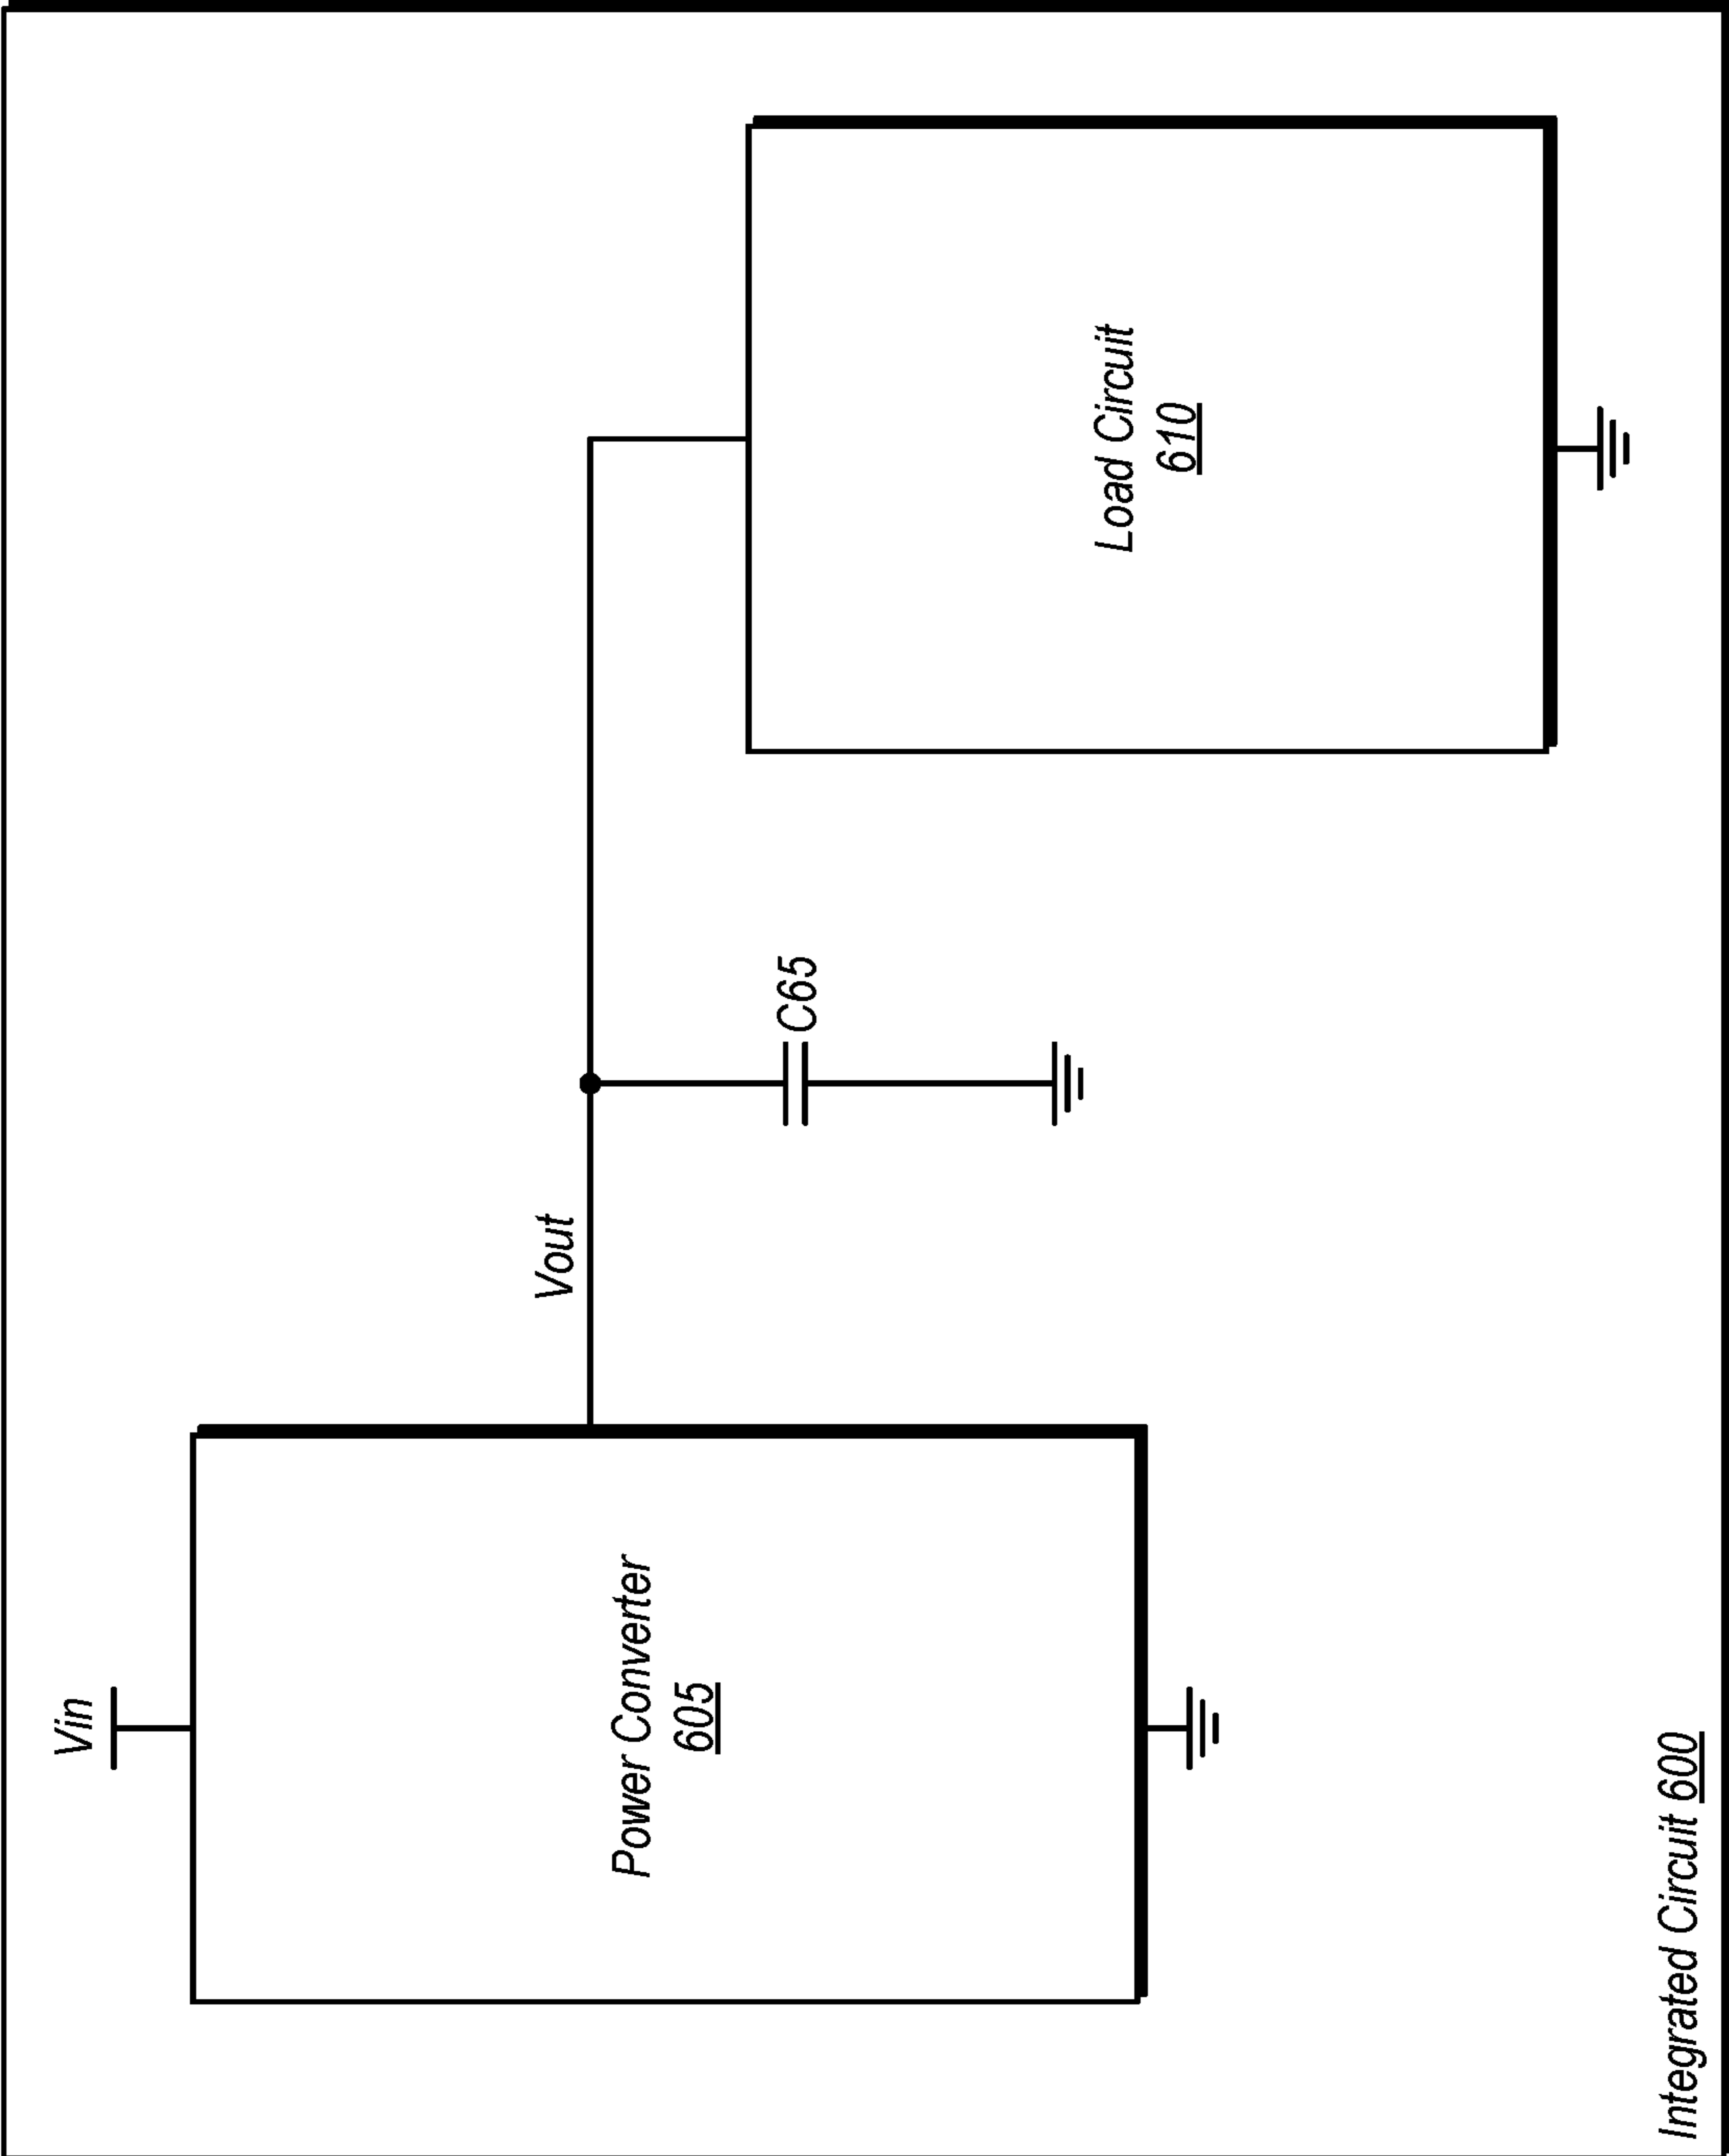 Vin
Vout
Power Converter
605
C65
Load Circuit
610
Integrated Circuit 600